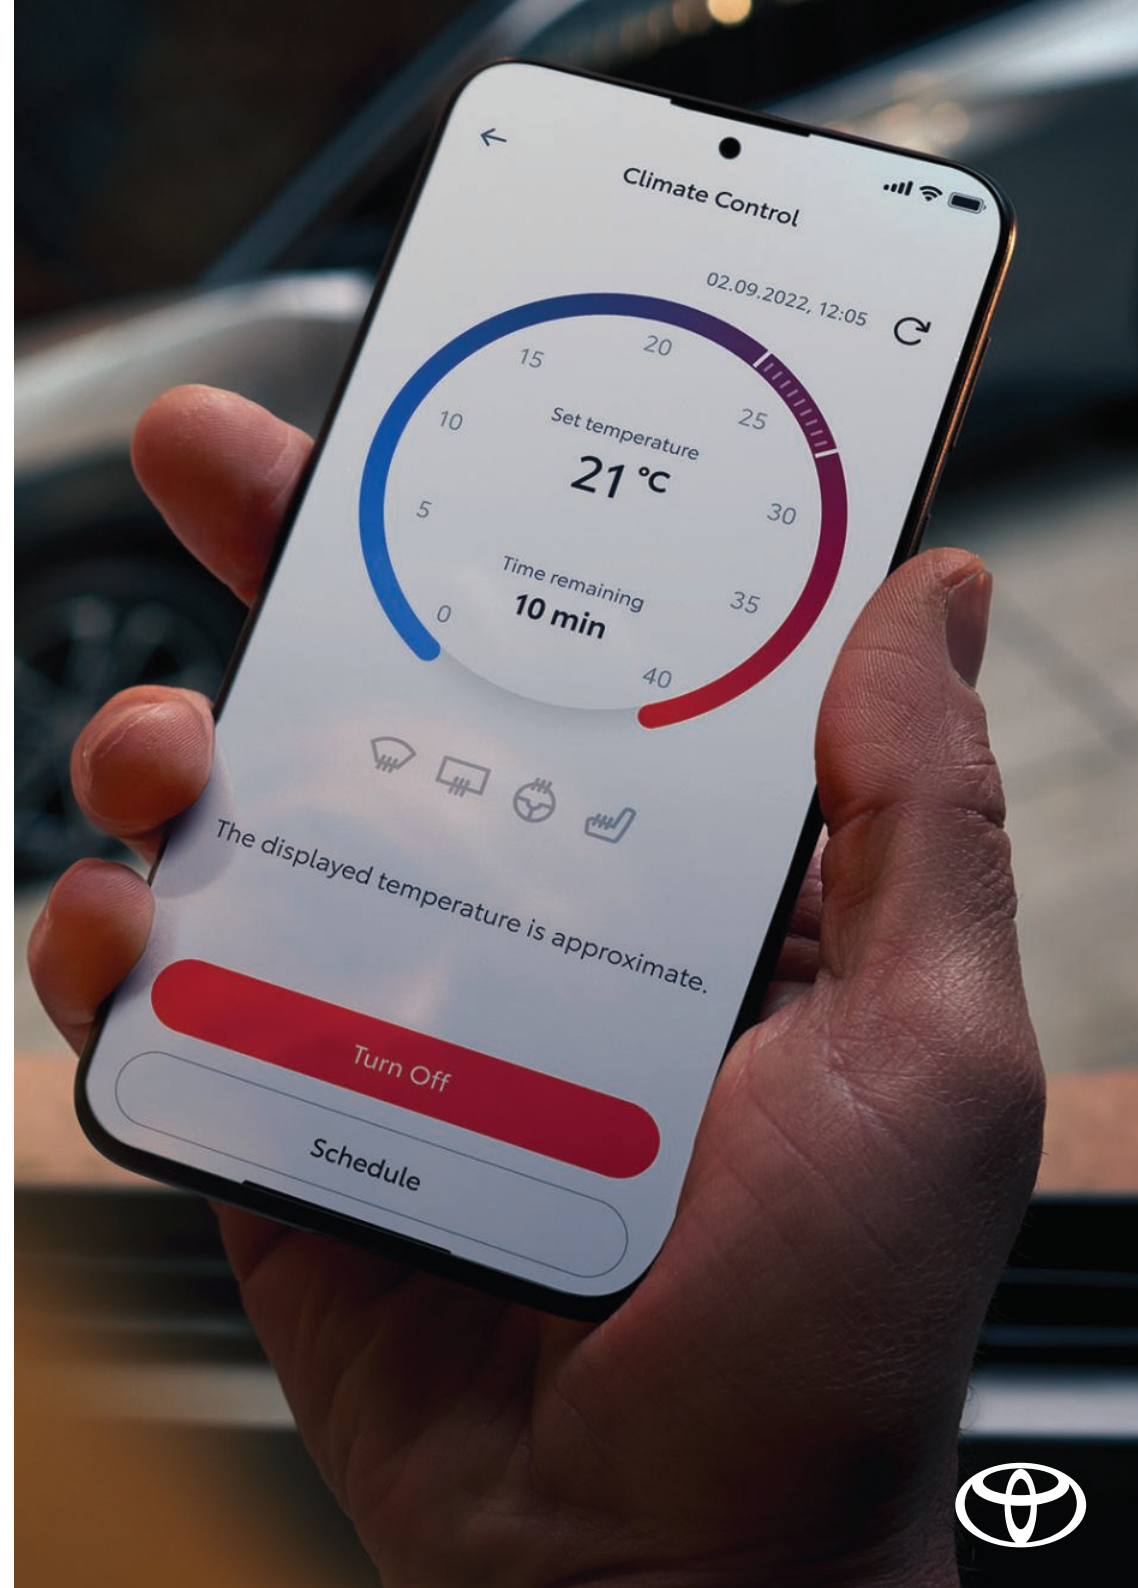 Climate Control
02.09.2022, 12:05
20
15
25
10
Set temperature
21 °C
5
30
Time remaining
10 min
35
0
40
The displayed temperature is approximate.
Turn Off
Schedule